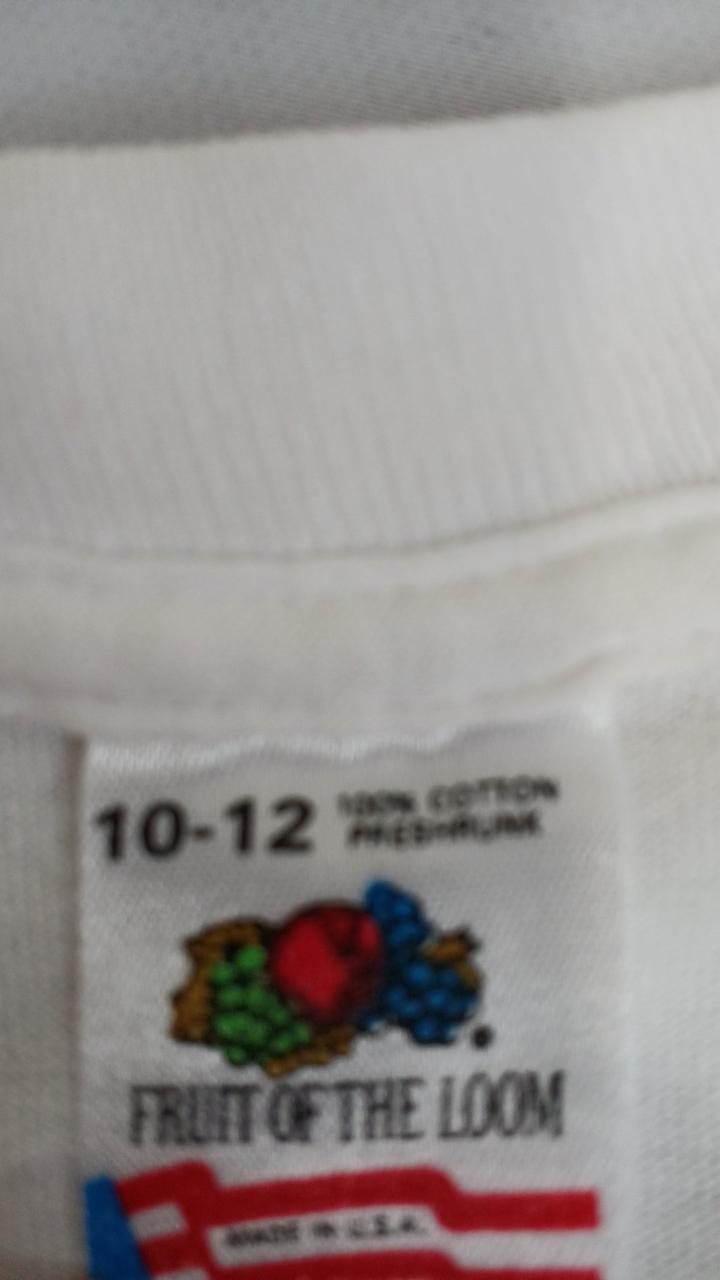 10-12
100% COTTON
PRESHRUNK
FRUIT OF THE LOOM
MADE IN U.S.A.